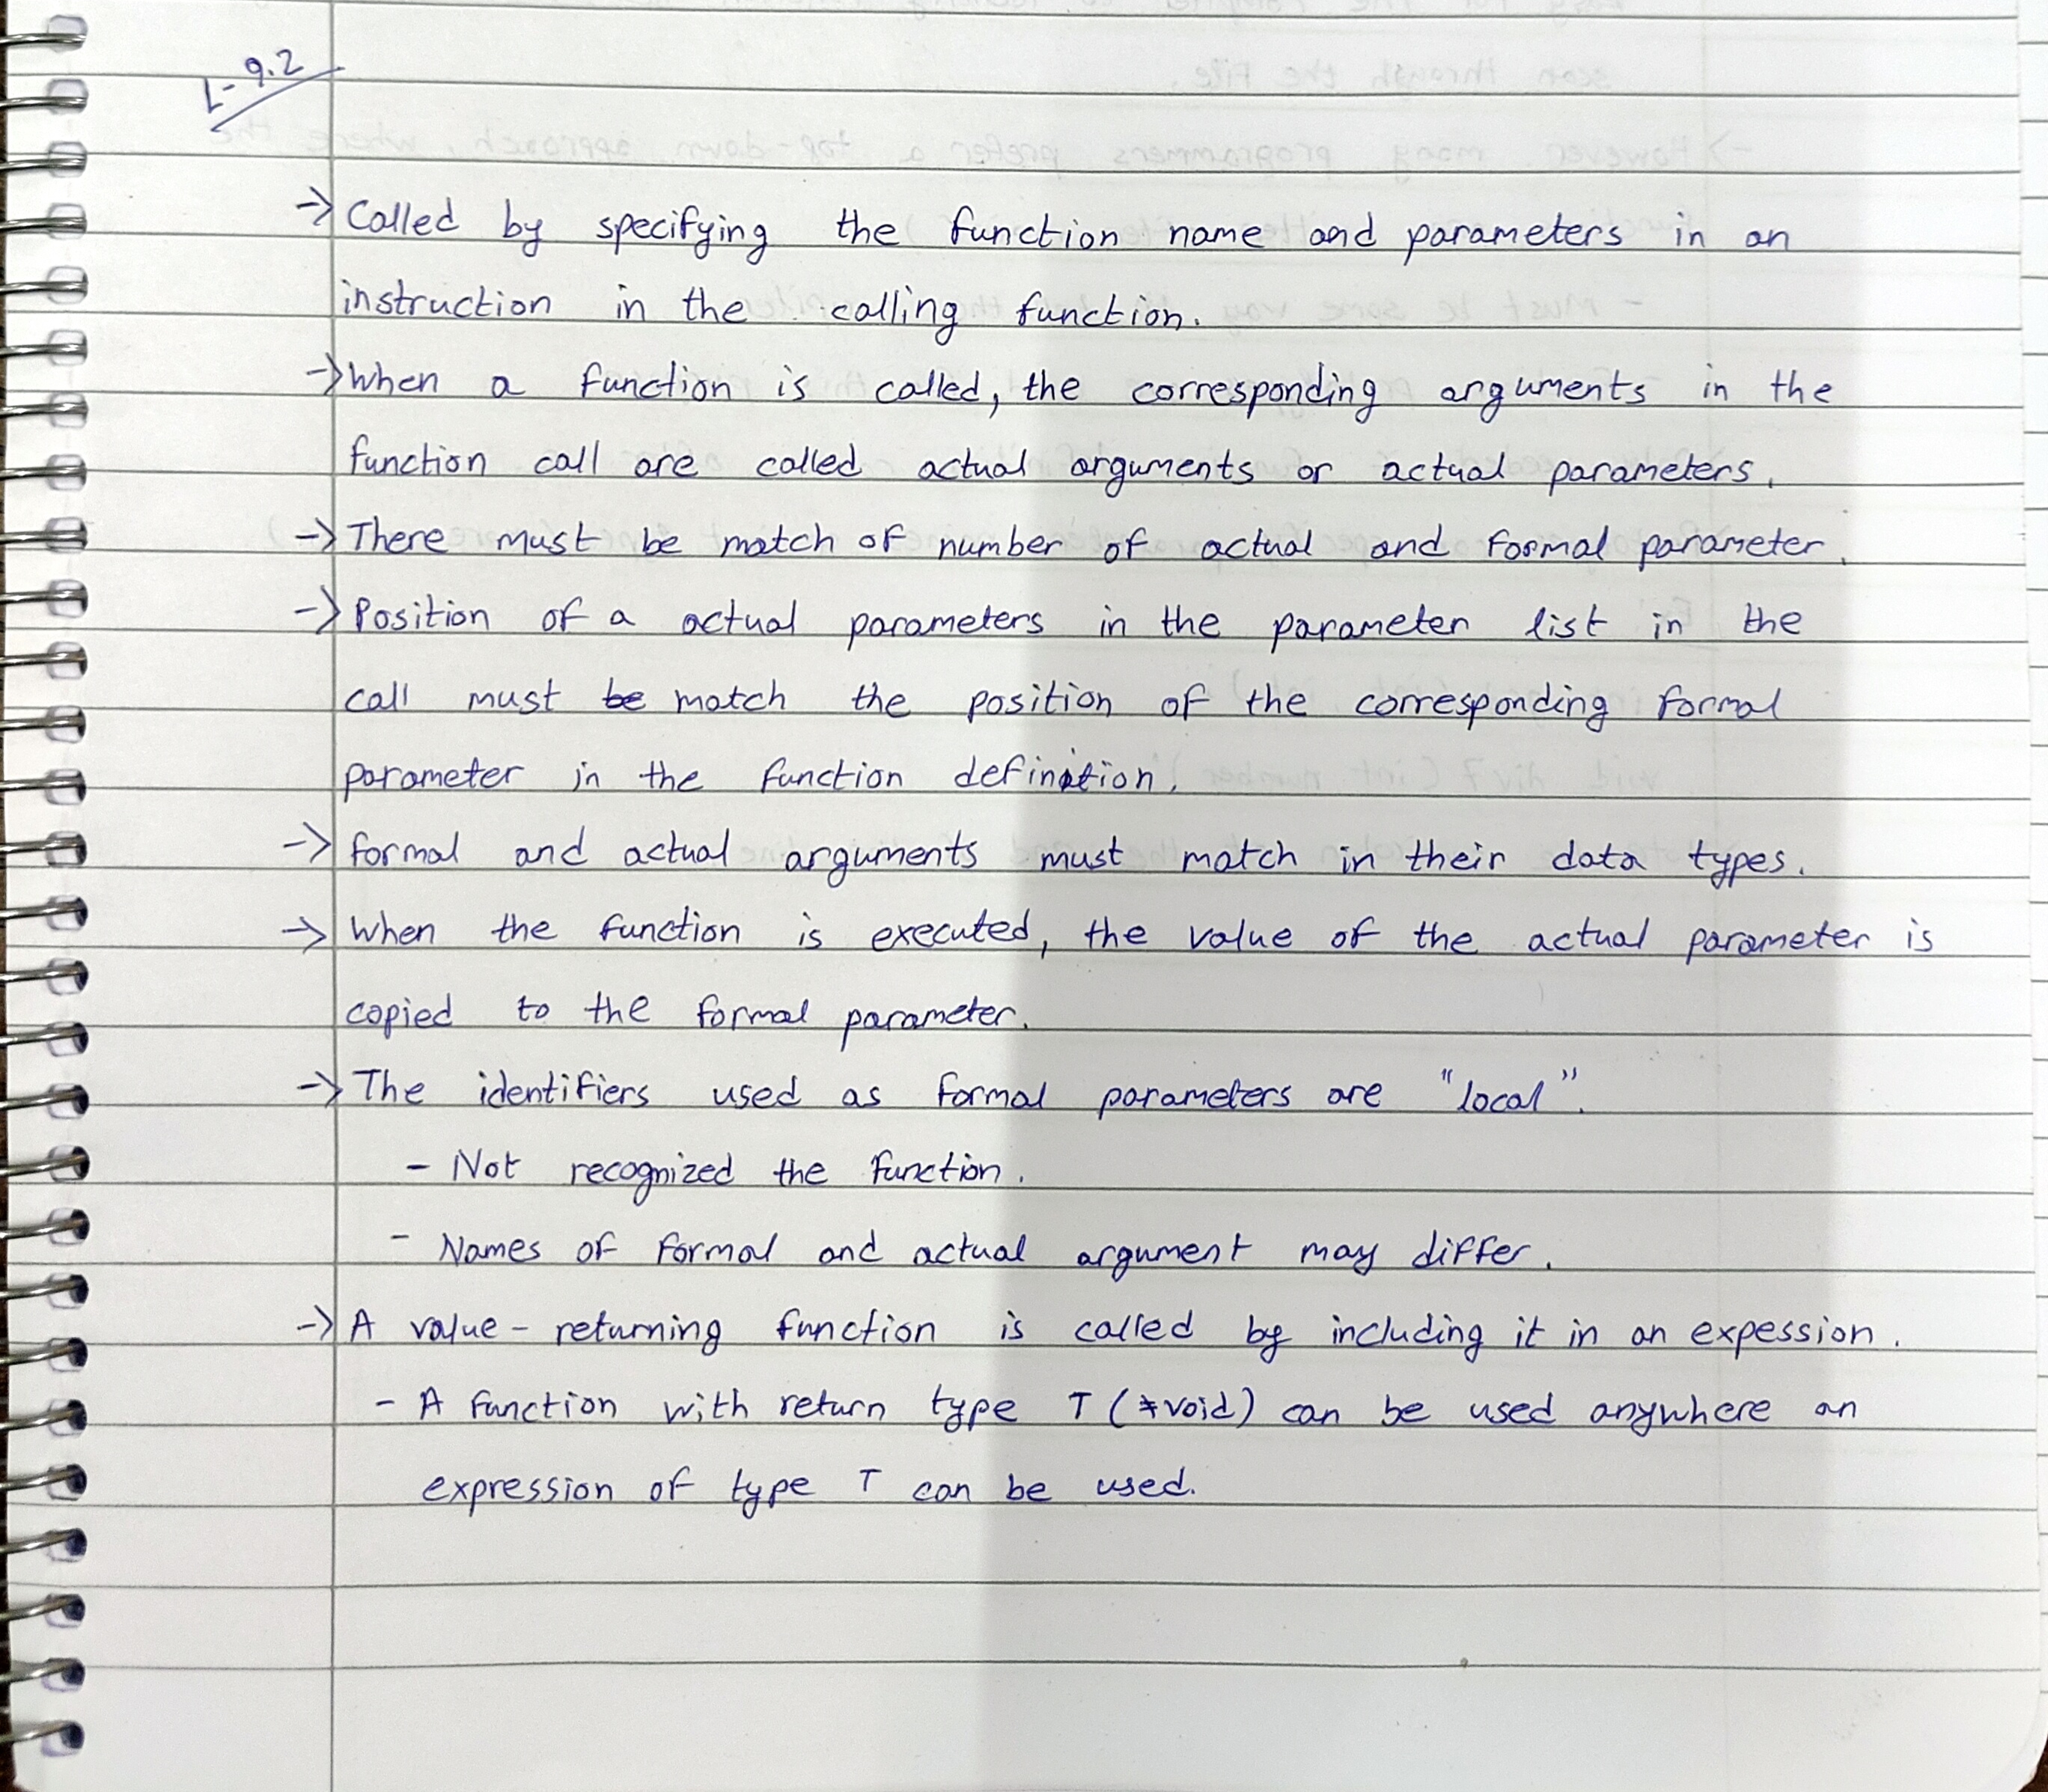 L-9.2
-> Called by specifying the function name and parameters in an
instruction in the calling function.
-> When a function is called, the corresponding arguments in the
function call are called actual arguments or actual parameters.
-> There must be match of number of actual and formal parameter.
-> Position of a actual parameters in the parameter list in the
call must be match the position of the corresponding formal
parameter in the function definition.
-> formal and actual arguments must match in their data types.
-> When the function is executed, the value of the actual parameter is
copied to the formal parameter.
-> The identifiers used as formal parameters are "local".
- Not recognized the function.
- Names of formal and actual argument may differ.
-> A value-returning function is called by including it in an expession.
- A function with return type T (≠void) can be used anywhere an
expression of type T can be used.